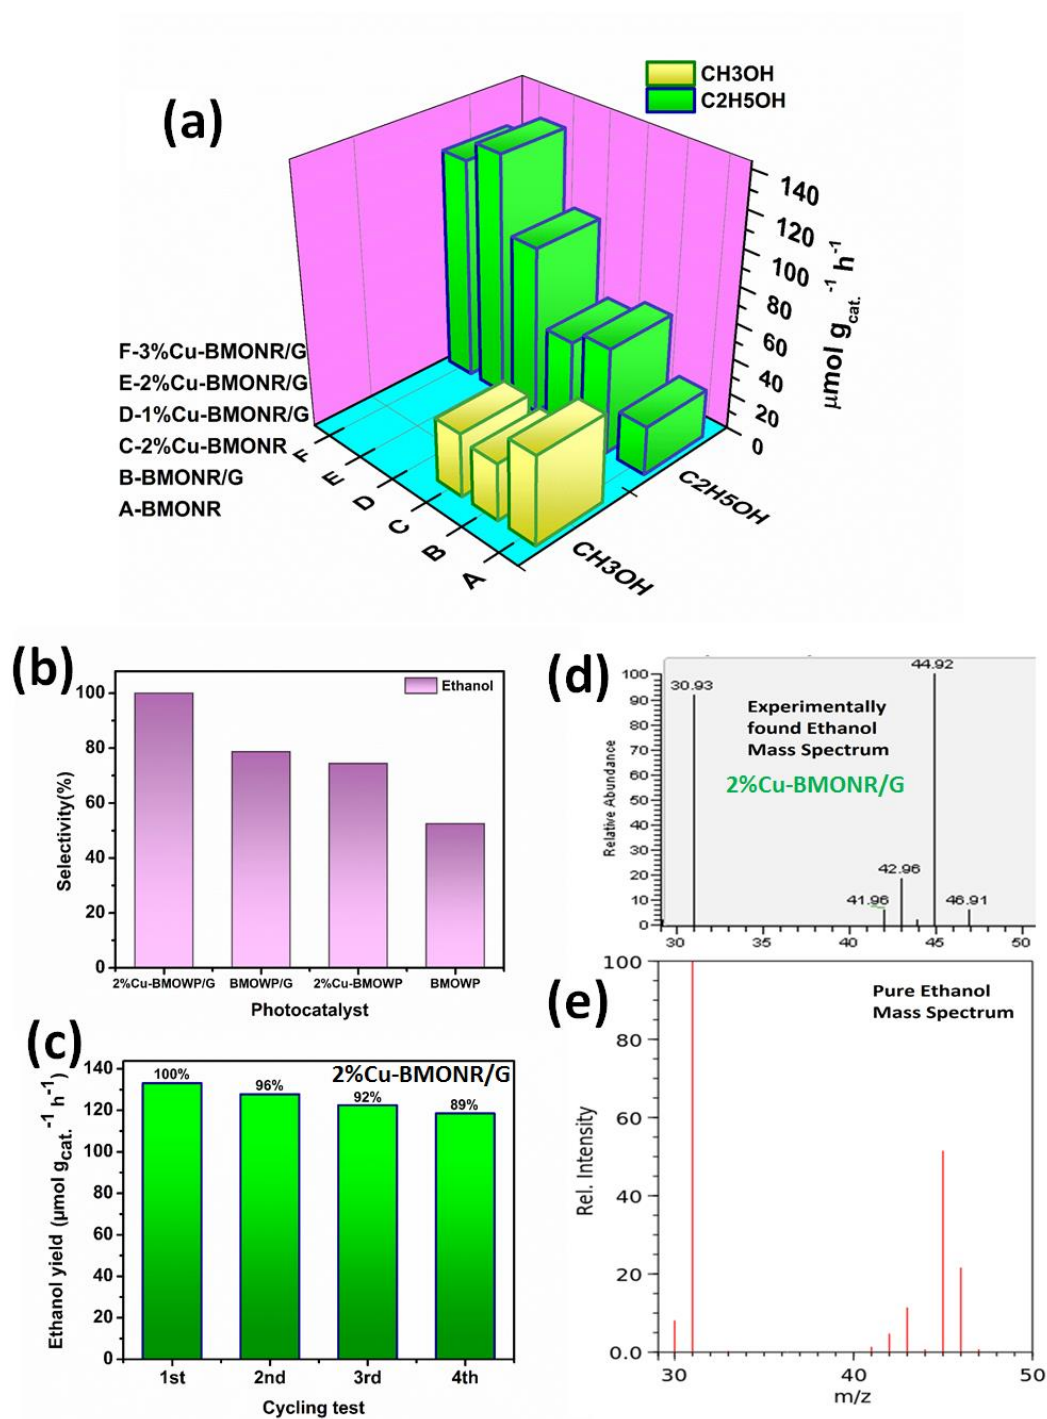 (a)
CH3OH
C2H5OH
140
120
100
80
60
40
20
0
µmol g cat. -1 h -1
F-3%Cu-BMONR/G
E-2%Cu-BMONR/G
D-1%Cu-BMONR/G
C-2%Cu-BMONR
B-BMONR/G
A-BMONR
F
E
D
C
B
A
CH3OH
C2H5OH
(b)
Ethanol
100
80
60
40
20
0
Selectivity(%)
2%Cu-BMOWP/G BMOWP/G 2%Cu-BMOWP BMOWP
Photocatalyst
(c)
2%Cu-BMONR/G
140
120
100
80
60
40
20
0
Ethanol yield (µmol g cat. -1 h -1)
100%
96%
92%
89%
1st 2nd 3rd 4th
Cycling test
(d)
Experimentally
found Ethanol
Mass Spectrum
2%Cu-BMONR/G
100
90
80
70
60
50
40
30
20
10
0
Relative Abundance
30.93
44.92
42.96
41.96
46.91
30 35 40 45 50
(e)
Pure Ethanol
Mass Spectrum
100
80
60
40
20
0.0
Rel. Intensity
30 40 50
m/z